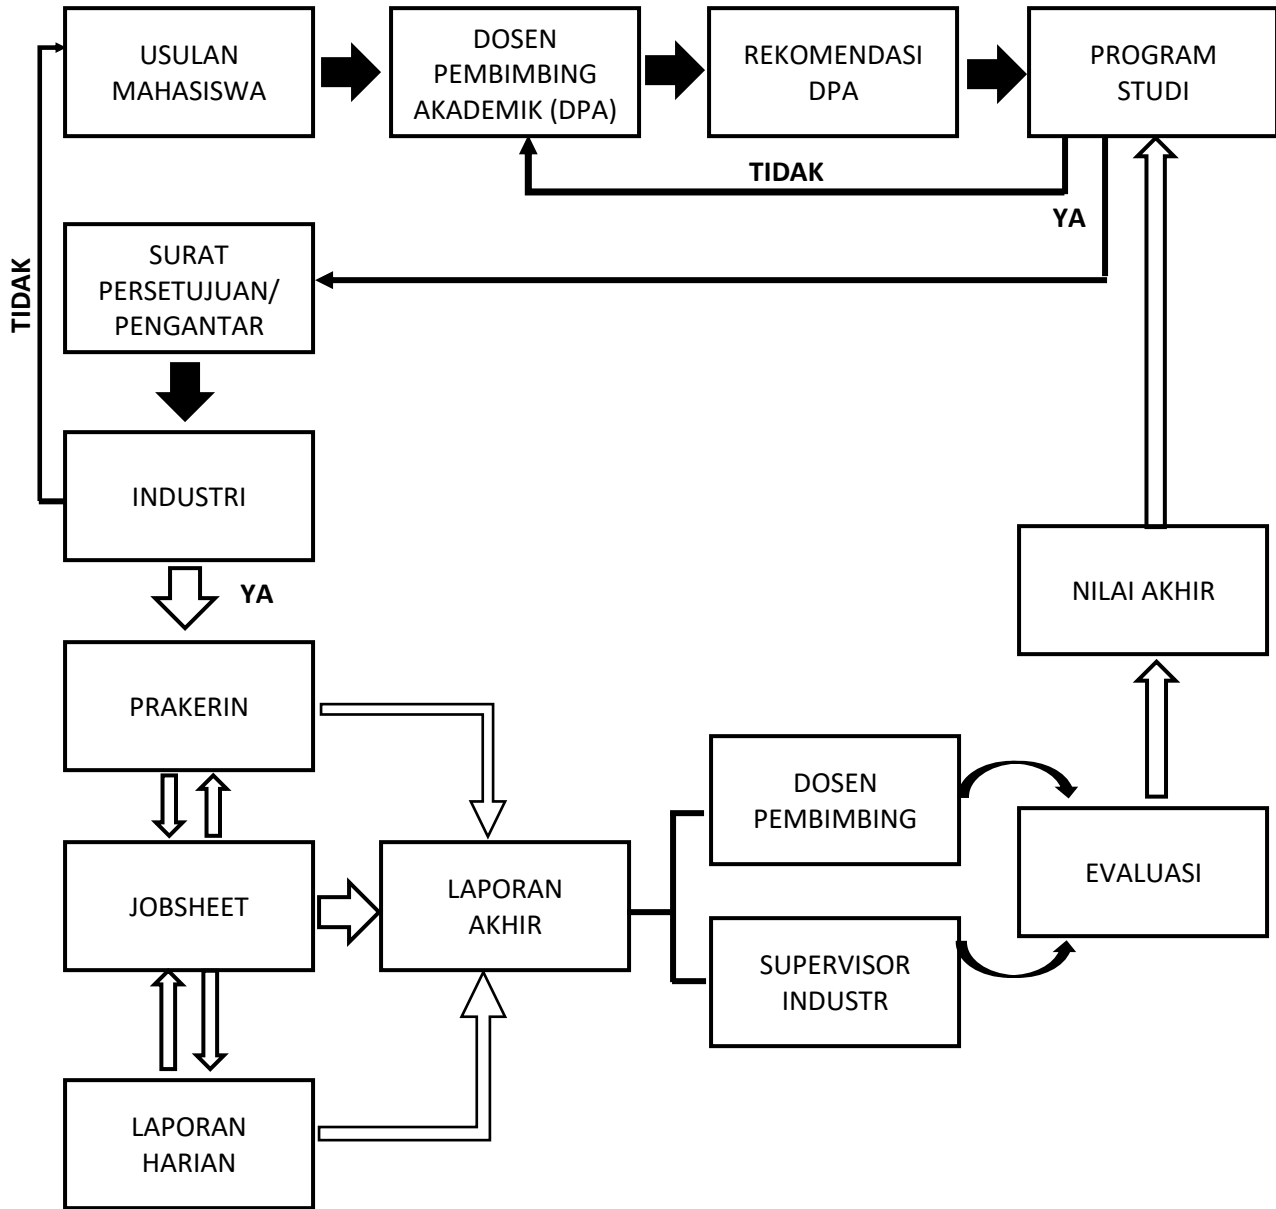 USULAN
MAHASISWA
DOSEN
PEMBIMBING
AKADEMIK (DPA)
REKOMENDASI
DPA
PROGRAM
STUDI
TIDAK
YA
TIDAK
SURAT
PERSETUJUAN/
PENGANTAR
INDUSTRI
YA
NILAI AKHIR
PRAKERIN
DOSEN
PEMBIMBING
EVALUASI
JOBSHEET
LAPORAN
AKHIR
SUPERVISOR
INDUSTR
LAPORAN
HARIAN